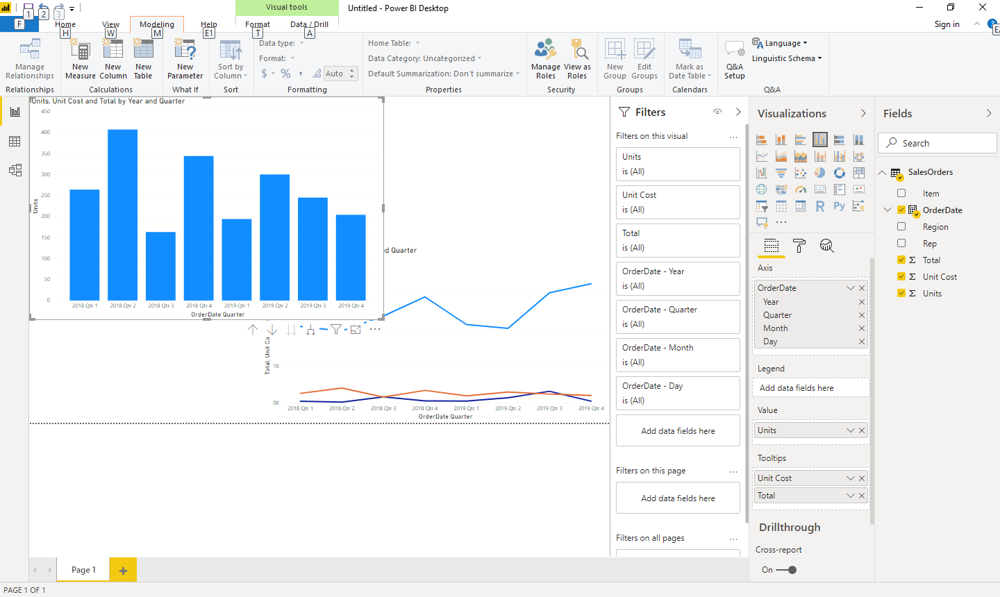 Visual tools
Untitled - Power BI Desktop
1
2
3
F
Home
View
Modeling
Help
Format
Data / Drill
Sign in
H
W
M
E1
T
A
Manage Relationships
New Measure
New Column
New Table
New Parameter
Sort by Column
Data type:
Format:
$ % , .00 Auto
Home Table:
Data Category: Uncategorized
Default Summarization: Don't summarize
Manage Roles
View as Roles
New Group
Edit Groups
Mark as Date Table
Q&A Setup
Language
Linguistic Schema
Relationships
Calculations
What If
Sort
Formatting
Properties
Security
Groups
Calendars
Q&A
Units, Unit Cost and Total by Year and Quarter
450
400
350
300
250
200
150
100
50
0
Units
2018 Qtr 1
2018 Qtr 2
2018 Qtr 3
2018 Qtr 4
2019 Qtr 1
2019 Qtr 2
2019 Qtr 3
2019 Qtr 4
OrderDate Quarter
d Quarter
Total, Unit Co
1K
0K
2018 Qtr 1
2018 Qtr 2
2018 Qtr 3
2018 Qtr 4
2019 Qtr 1
2019 Qtr 2
2019 Qtr 3
2019 Qtr 4
OrderDate Quarter
Filters
Filters on this visual
Units
is (All)
Unit Cost
is (All)
Total
is (All)
OrderDate - Year
is (All)
OrderDate - Quarter
is (All)
OrderDate - Month
is (All)
OrderDate - Day
is (All)
Add data fields here
Filters on this page
Add data fields here
Filters on all pages
Visualizations
123
R
Py
Axis
OrderDate
Year
Quarter
Month
Day
Legend
Add data fields here
Value
Units
Tooltips
Unit Cost
Total
Drillthrough
Cross-report
On
Fields
Search
SalesOrders
Item
OrderDate
Region
Rep
Σ Total
Σ Unit Cost
Σ Units
Page 1
PAGE 1 OF 1